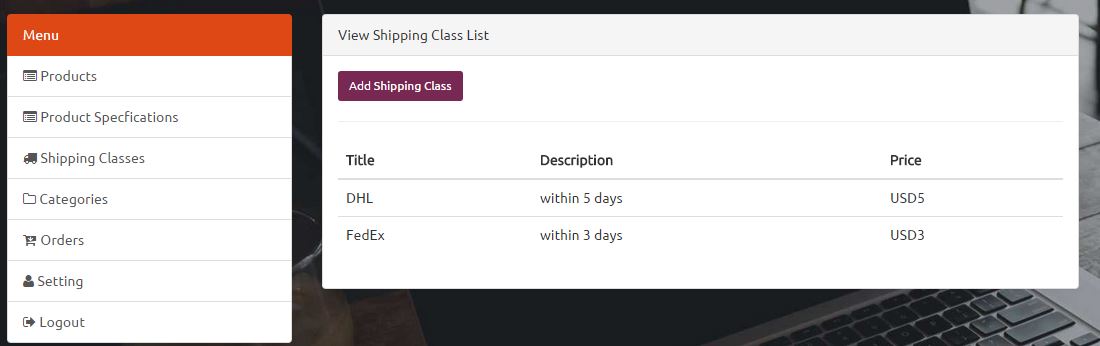 Menu
Products
Product Specfications
Shipping Classes
Categories
Orders
Setting
Logout
View Shipping Class List
Add Shipping Class
Title Description Price
DHL within 5 days USD5
FedEx within 3 days USD3